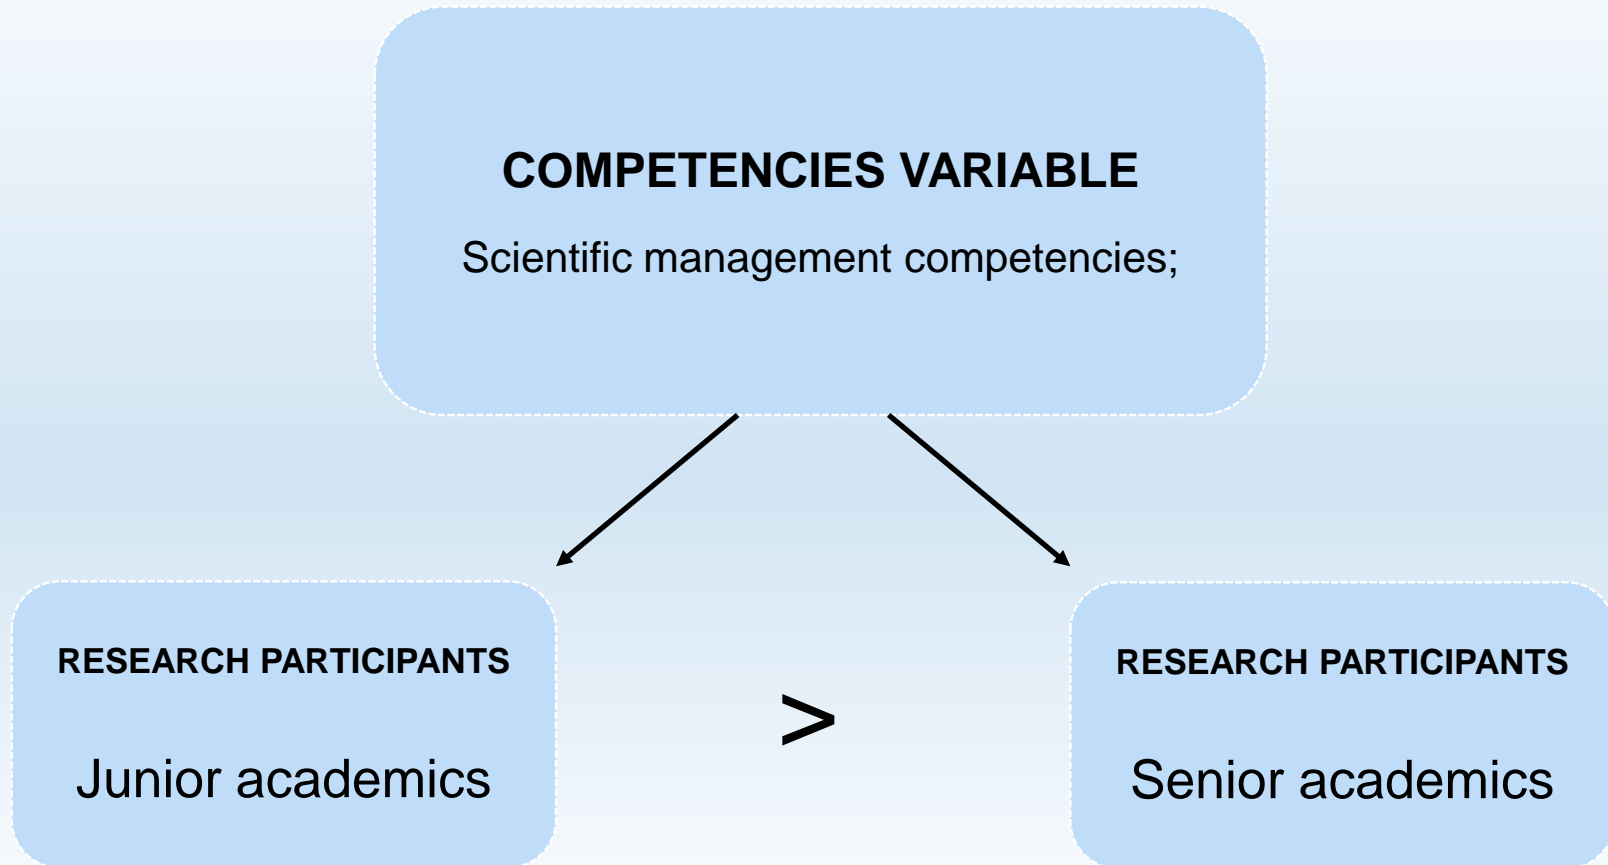 COMPETENCIES VARIABLE
Scientific management competencies;
RESEARCH PARTICIPANTS
Junior academics
>
RESEARCH PARTICIPANTS
Senior academics